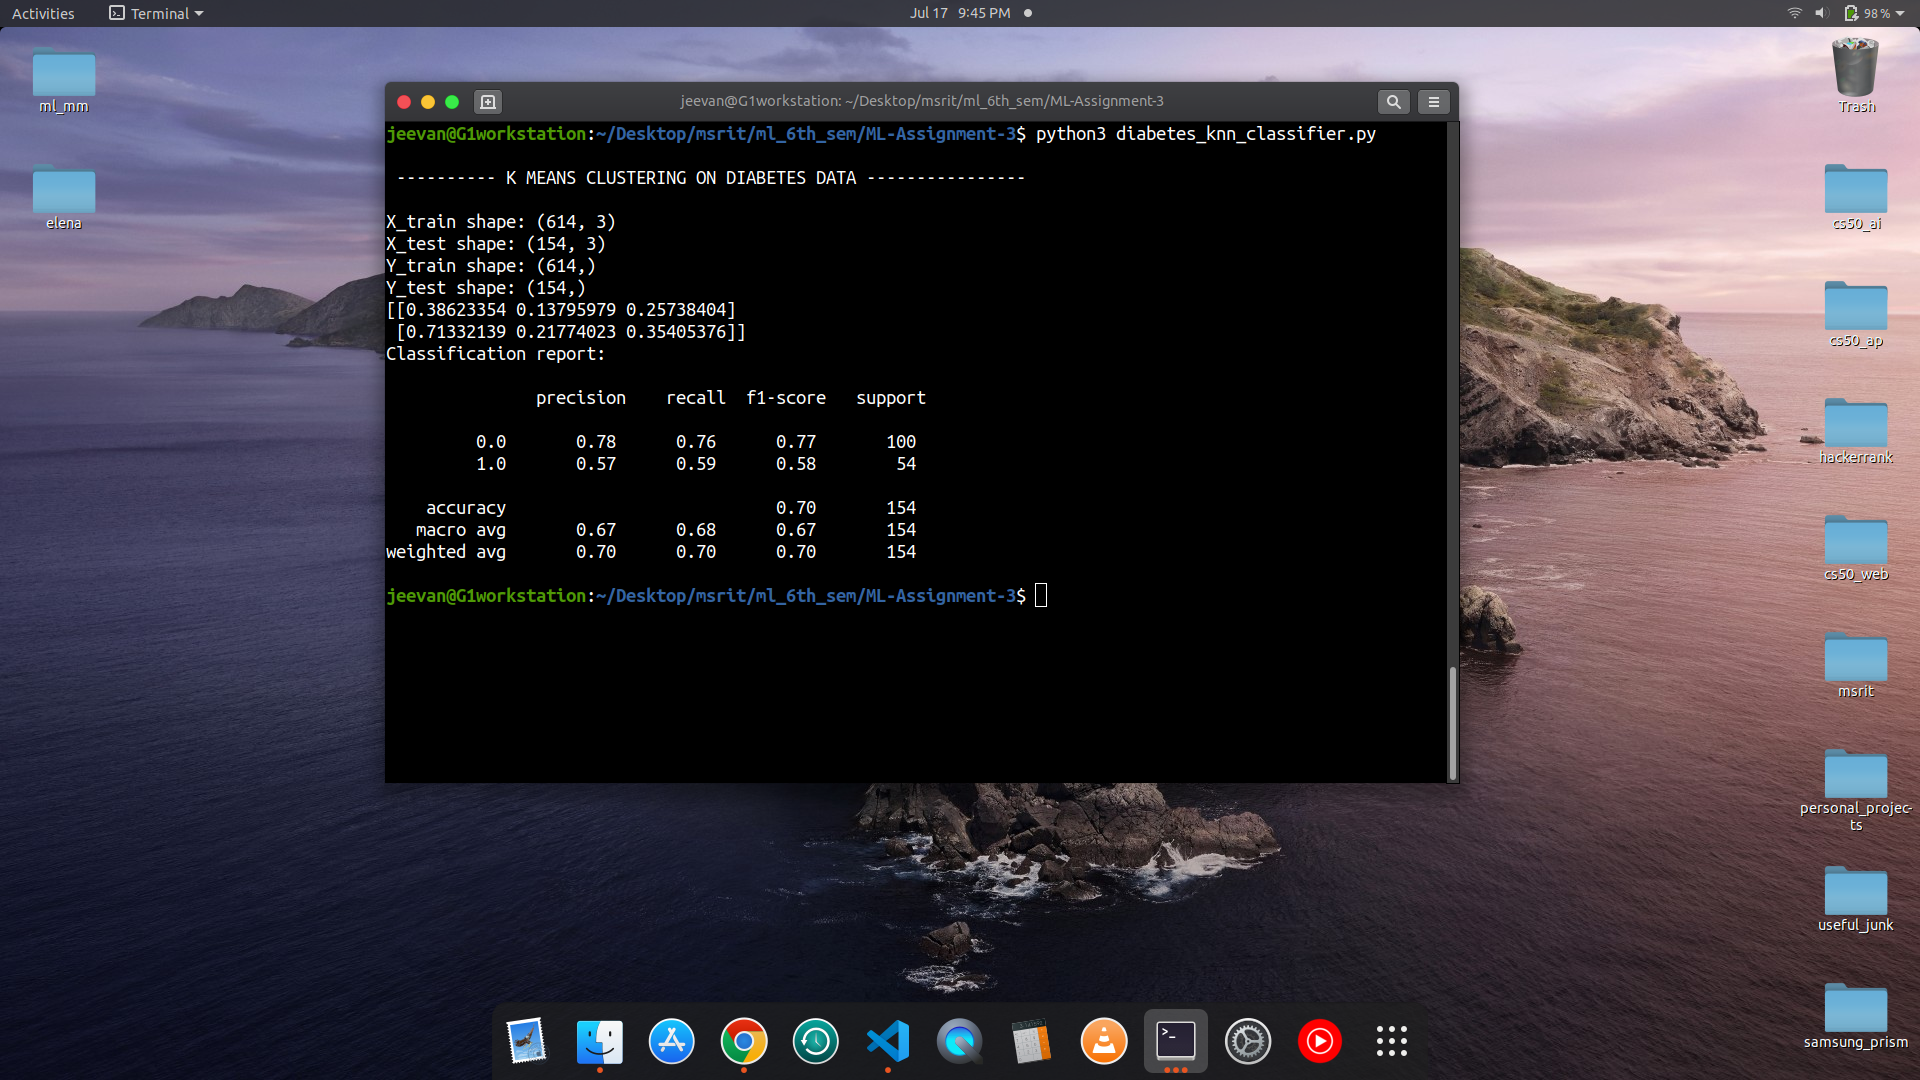 Activities
Terminal
Jul 17 9:45 PM
98 %
ml_mm
elena
jeevan@G1workstation: ~/Desktop/msrit/ml_6th_sem/ML-Assignment-3
jeevan@G1workstation:~/Desktop/msrit/ml_6th_sem/ML-Assignment-3$ python3 diabetes_knn_classifier.py
---------- K MEANS CLUSTERING ON DIABETES DATA ----------------
X_train shape: (614, 3)
X_test shape: (154, 3)
Y_train shape: (614,)
Y_test shape: (154,)
[[0.38623354 0.13795979 0.25738404]
[0.71332139 0.21774023 0.35405376]]
Classification report:
precision recall f1-score support
0.0 0.78 0.76 0.77 100
1.0 0.57 0.59 0.58 54
accuracy 0.70 154
macro avg 0.67 0.68 0.67 154
weighted avg 0.70 0.70 0.70 154
jeevan@G1workstation:~/Desktop/msrit/ml_6th_sem/ML-Assignment-3$
Trash
cs50_ai
cs50_ap
hackerrank
cs50_web
msrit
personal_projec-
ts
useful_junk
samsung_prism